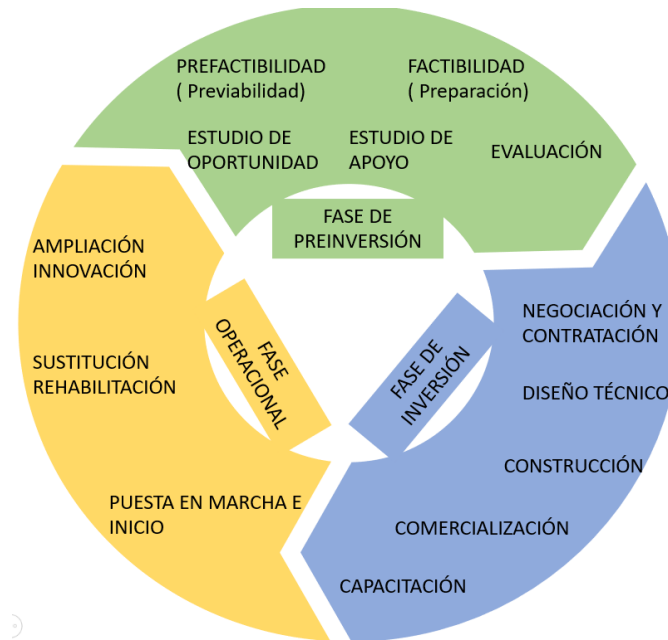 PREFACTIBILIDAD
( Previabilidad)
FACTIBILIDAD
( Preparación)
ESTUDIO DE
OPORTUNIDAD
ESTUDIO DE
APOYO
EVALUACIÓN
FASE DE
PREINVERSIÓN
NEGOCIACIÓN Y
CONTRATACIÓN
DISEÑO TÉCNICO
CONSTRUCCIÓN
COMERCIALIZACIÓN
CAPACITACIÓN
FASE DE
INVERSIÓN
PUESTA EN MARCHA E
INICIO
SUSTITUCIÓN
REHABILITACIÓN
AMPLIACIÓN
INNOVACIÓN
FASE
OPERACIONAL